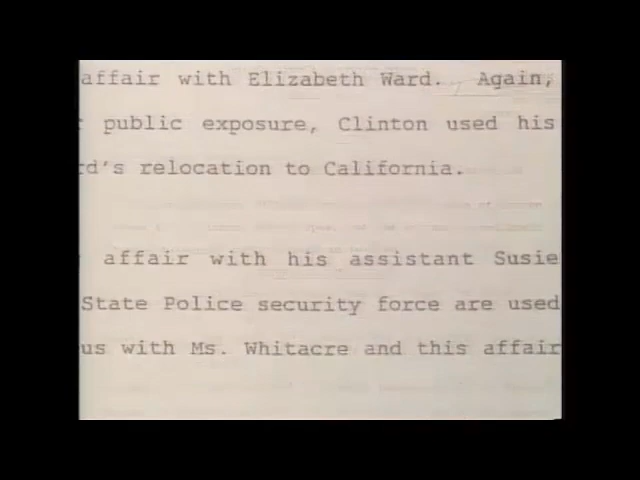 affair with Elizabeth Ward. Again,
public exposure, Clinton used his
d's relocation to California.
affair with his assistant Susie
State Police security force are used
us with Ms. Whitacre and this affair